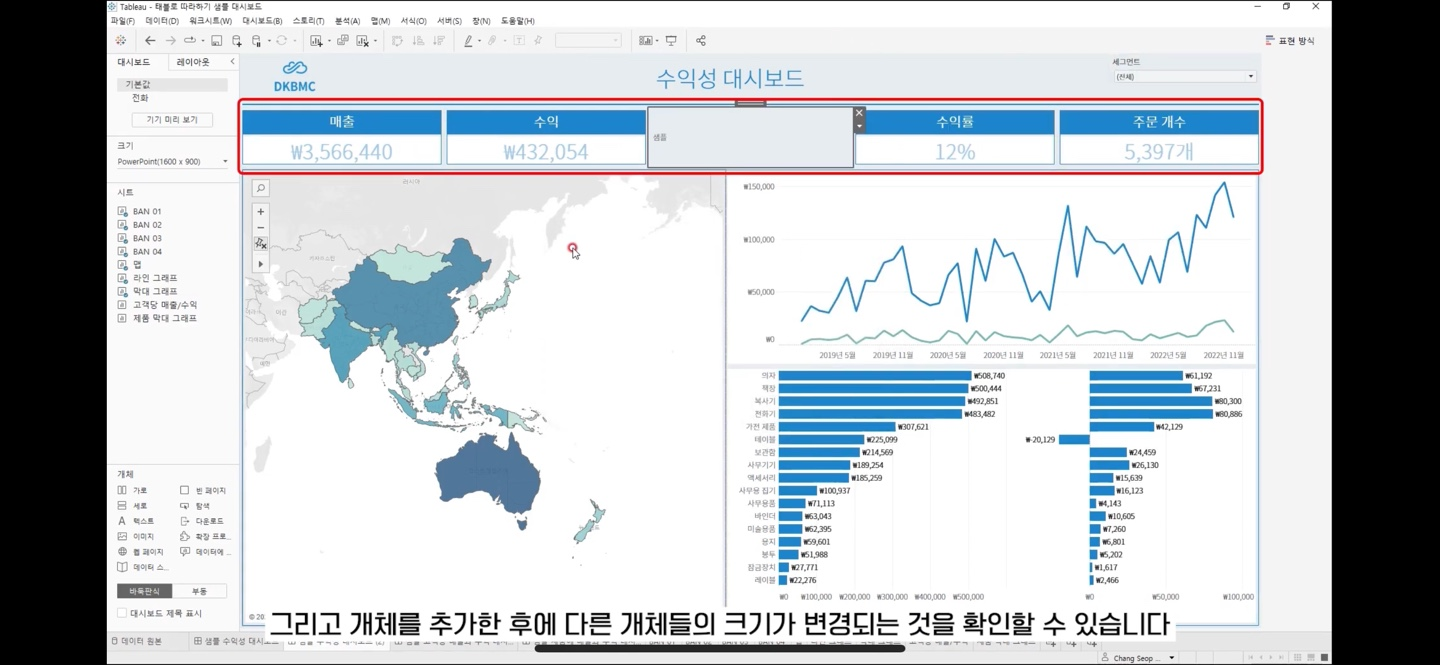 Tableau - 태블로 따라하기 샘플 대시보드
파일(F) 데이터(D) 워크시트(W) 대시보드(B) 스토리(T) 분석(A) 맵(M) 서식(O) 서버(S) 창(N) 도움말(H)
표현 방식
대시보드 레이아웃
기본값
전화
기기 미리 보기
크기
PowerPoint(1600 x 900)
시트
BAN 01
BAN 02
BAN 03
BAN 04
맵
라인 그래프
막대 그래프
고객당 매출/수익
제품 막대 그래프
개체
가로 빈 페이지
세로 탐색
텍스트 다운로드
이미지 확장 프로...
웹 페이지 데이터에 ...
데이터 스...
바둑판식 부동
대시보드 제목 표시
DKBMC
수익성 대시보드
세그먼트
(전체)
매출 수익 수익률 주문 개수
₩3,566,440 ₩432,054 샘플 12% 5,397개
러시아
₩150,000
₩100,000
₩50,000
₩0
2019년 5월 2019년 11월 2020년 5월 2020년 11월 2021년 5월 2021년 11월 2022년 5월 2022년 11월
의자 ₩508,740 ₩61,192
책장 ₩500,444 ₩67,231
복사기 ₩492,851 ₩80,300
전화기 ₩483,482 ₩80,886
가전 제품 ₩307,621 ₩42,129
테이블 ₩225,099 ₩-20,129
보관함 ₩214,569 ₩24,459
사무기기 ₩189,254 ₩26,130
액세서리 ₩185,259 ₩15,639
사무용 집기 ₩100,937 ₩16,123
사무용품 ₩71,113 ₩4,143
바인더 ₩63,043 ₩10,605
미술용품 ₩62,395 ₩7,260
용지 ₩59,601 ₩6,801
봉투 ₩51,988 ₩5,202
잠금장치 ₩27,771 ₩1,617
레이블 ₩22,276 ₩2,466
₩0 ₩100,000 ₩200,000 ₩300,000 ₩400,000 ₩500,000 ₩0 ₩50,000 ₩100,000
그리고 개체를 추가한 후에 다른 개체들의 크기가 변경되는 것을 확인할 수 있습니다
데이터 원본 샘플 수익성 대시보드
Chang Seop ...